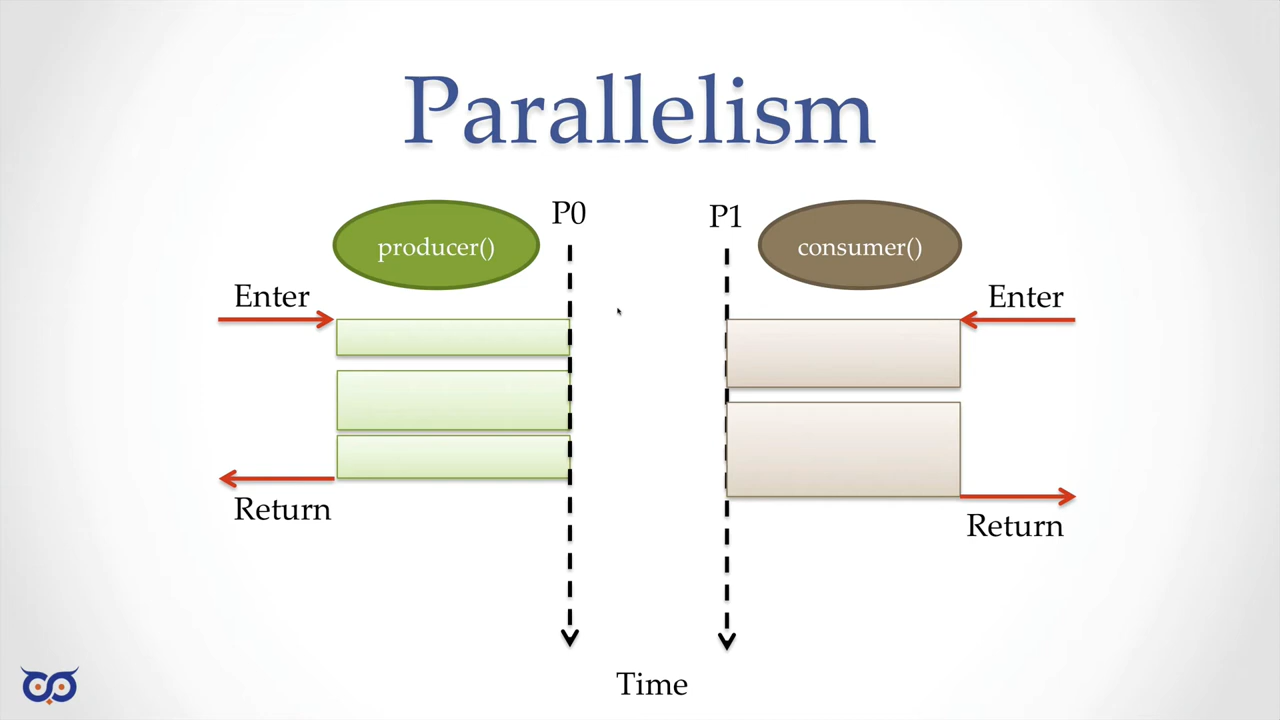 Parallelism
P0
P1
producer()
consumer()
Enter
Enter
Return
Return
Time